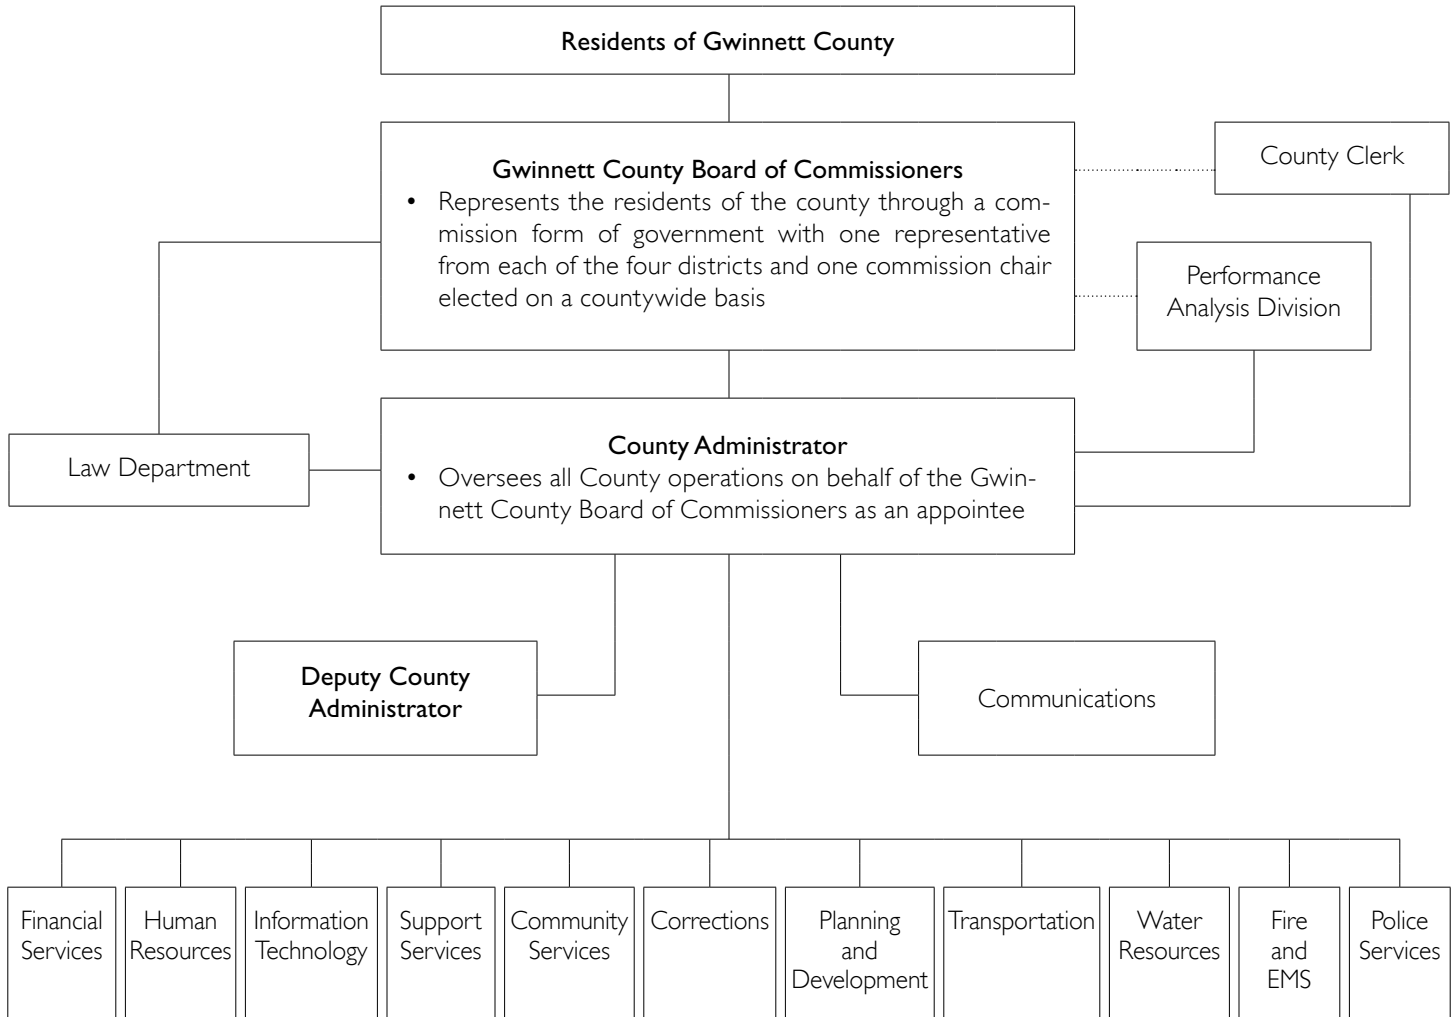 Residents of Gwinnett County
Gwinnett County Board of Commissioners
• Represents the residents of the county through a com-
mission form of government with one representative
from each of the four districts and one commission chair
elected on a countywide basis
County Clerk
Performance
Analysis Division
Law Department
County Administrator
• Oversees all County operations on behalf of the Gwin-
nett County Board of Commissioners as an appointee
Deputy County
Administrator
Communications
Financial
Services
Human
Resources
Information
Technology
Support
Services
Community
Services
Corrections
Planning
and
Development
Transportation
Water
Resources
Fire
and
EMS
Police
Services